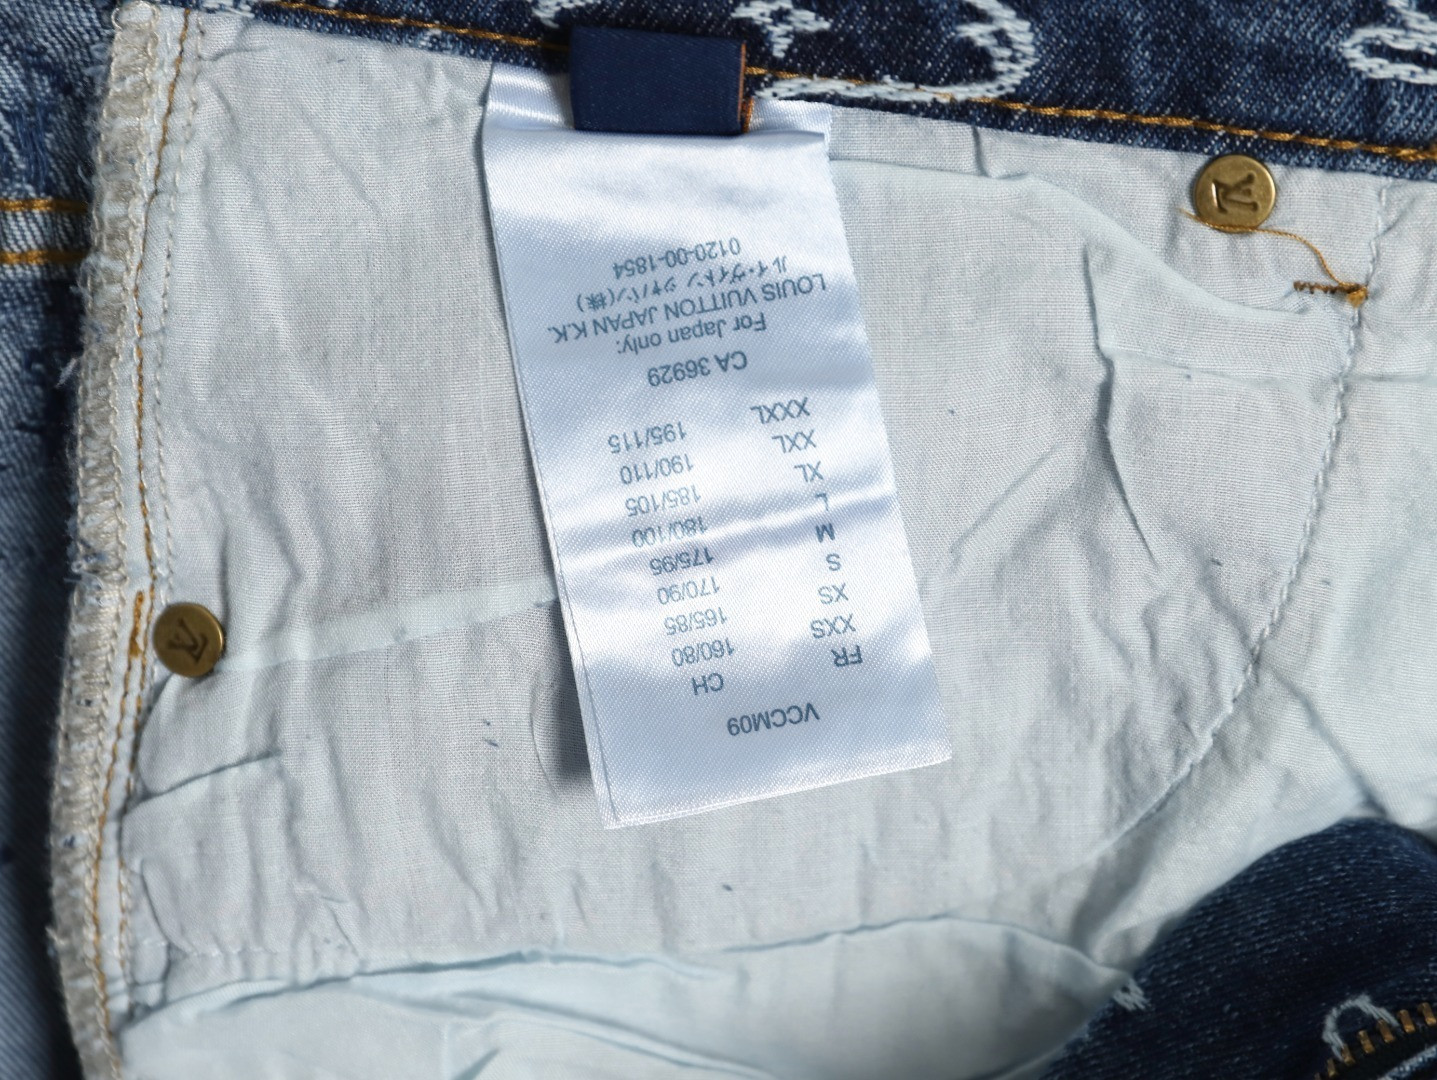 VCCM09
FR CH
XXS 160/80
XS 165/85
S 170/90
M 175/95
L 180/100
XL 185/105
XXL 190/110
XXXL 195/115
CA 36929
For Japan only:
LOUIS VUITTON JAPAN K.K.
ルイ・ヴィトン ジャパン(株)
0120-00-1854
LV
LV